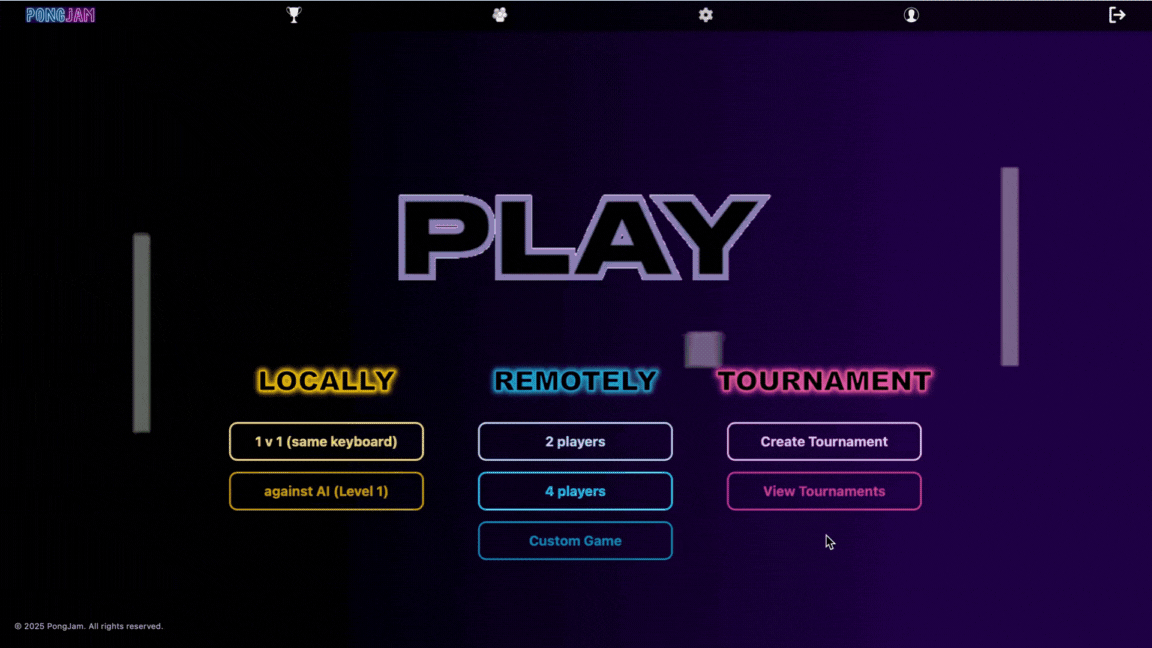 PONGJAM
PLAY
LOCALLY
REMOTELY
TOURNAMENT
1 v 1 (same keyboard)
2 players
Create Tournament
against AI (Level 1)
4 players
View Tournaments
Custom Game
© 2025 PongJam. All rights reserved.